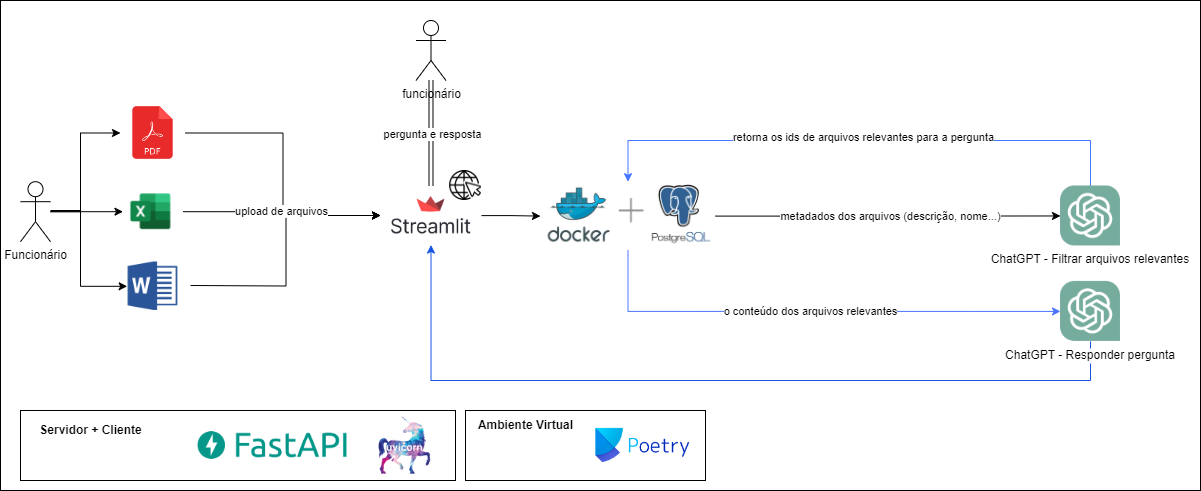 funcionário
pergunta e resposta
retorna os ids de arquivos relevantes para a pergunta
PDF
X
upload de arquivos
Funcionário
W
Streamlit
docker
PostgreSQL
metadados dos arquivos (descrição, nome...)
ChatGPT - Filtrar arquivos relevantes
o conteúdo dos arquivos relevantes
ChatGPT - Responder pergunta
Servidor + Cliente
FastAPI
uvicorn
Ambiente Virtual
Poetry